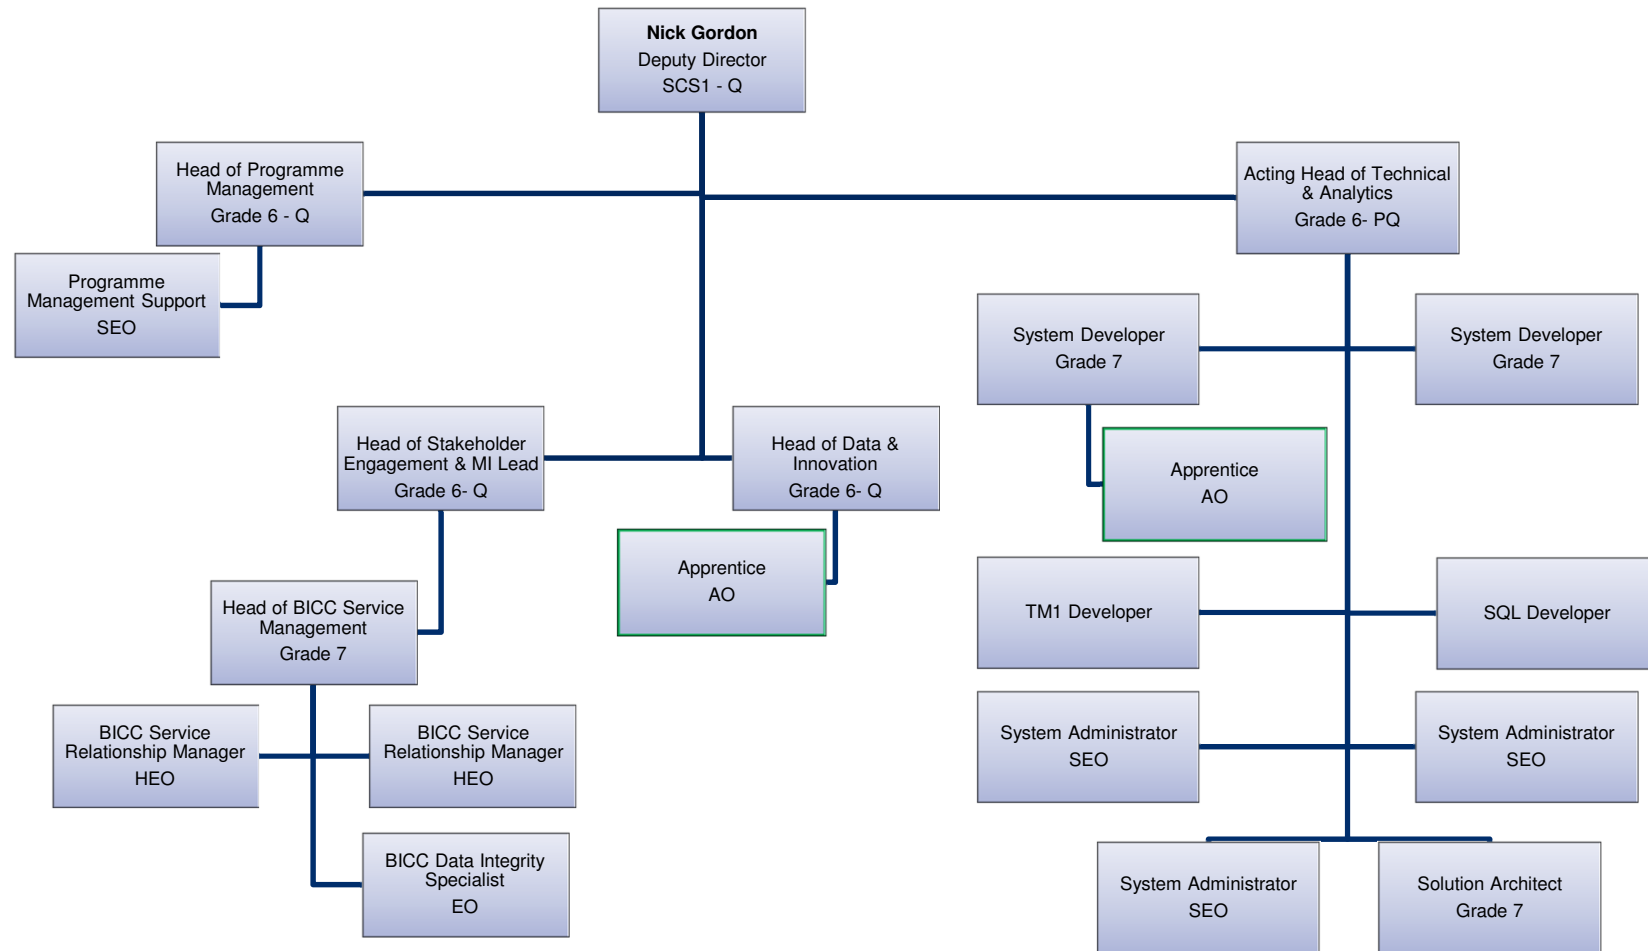 Nick Gordon
Deputy Director
SCS1 - Q
Head of Programme
Management
Grade 6 - Q
Acting Head of Technical
& Analytics
Grade 6- PQ
Programme
Management Support
SEO
System Developer
Grade 7
System Developer
Grade 7
Head of Stakeholder
Engagement & MI Lead
Grade 6- Q
Head of Data &
Innovation
Grade 6- Q
Apprentice
AO
Apprentice
AO
Head of BICC Service
Management
Grade 7
TM1 Developer
SQL Developer
BICC Service
Relationship Manager
HEO
BICC Service
Relationship Manager
HEO
System Administrator
SEO
System Administrator
SEO
BICC Data Integrity
Specialist
EO
System Administrator
SEO
Solution Architect
Grade 7